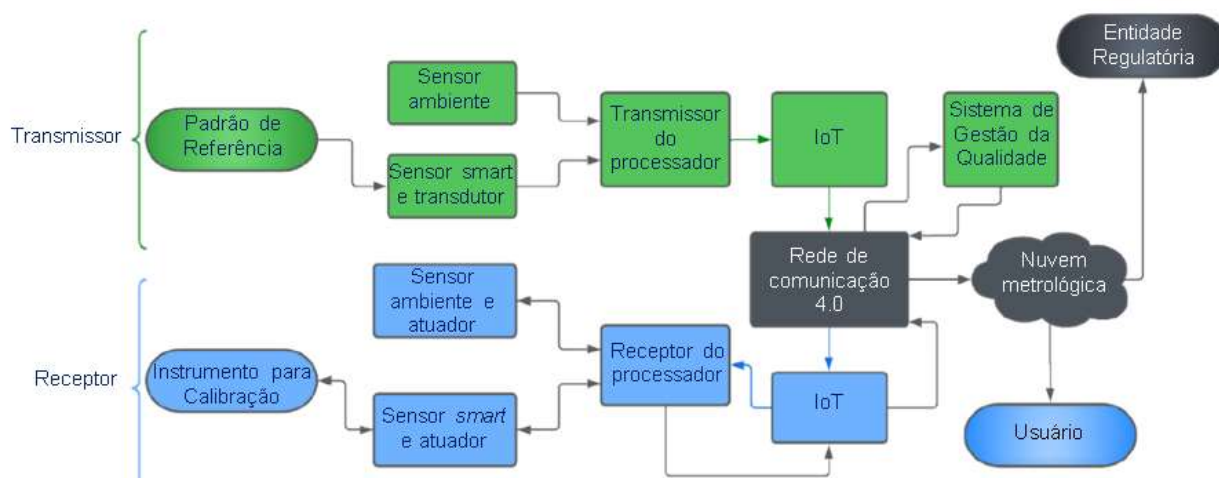 Entidade
Regulatória
Transmissor
Padrão de
Referência
Sensor
ambiente
Sensor smart
e transdutor
Transmissor
do
processador
IoT
Sistema de
Gestão da
Qualidade
Rede de
comunicação
4.0
Nuvem
metrológica
Receptor
Instrumento para
Calibração
Sensor
ambiente e
atuador
Sensor smart
e atuador
Receptor do
processador
IoT
Usuário